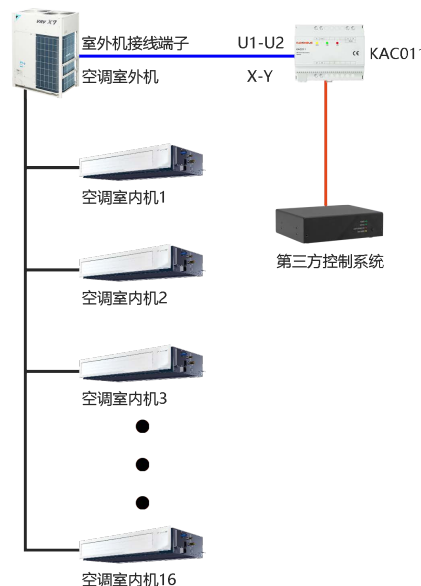 VRV X7
室外机接线端子 U1-U2
空调室外机 X-Y
KAC011
空调室内机1
第三方控制系统
空调室内机2
空调室内机3
空调室内机16